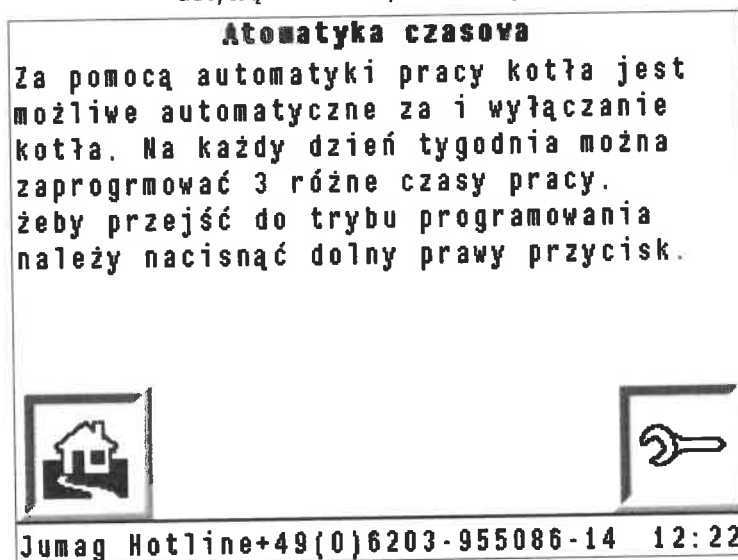 Atomatyka czasowa
Za pomocą automatyki pracy kotła jest
możliwe automatyczne za i wyłączanie
kotła. Na każdy dzień tygodnia można
zaprogrmować 3 różne czasy pracy.
żeby przejść do trybu programowania
należy nacisnąć dolny prawy przycisk.
Jumag Hotline+49(0)6203-955086-14 12:22